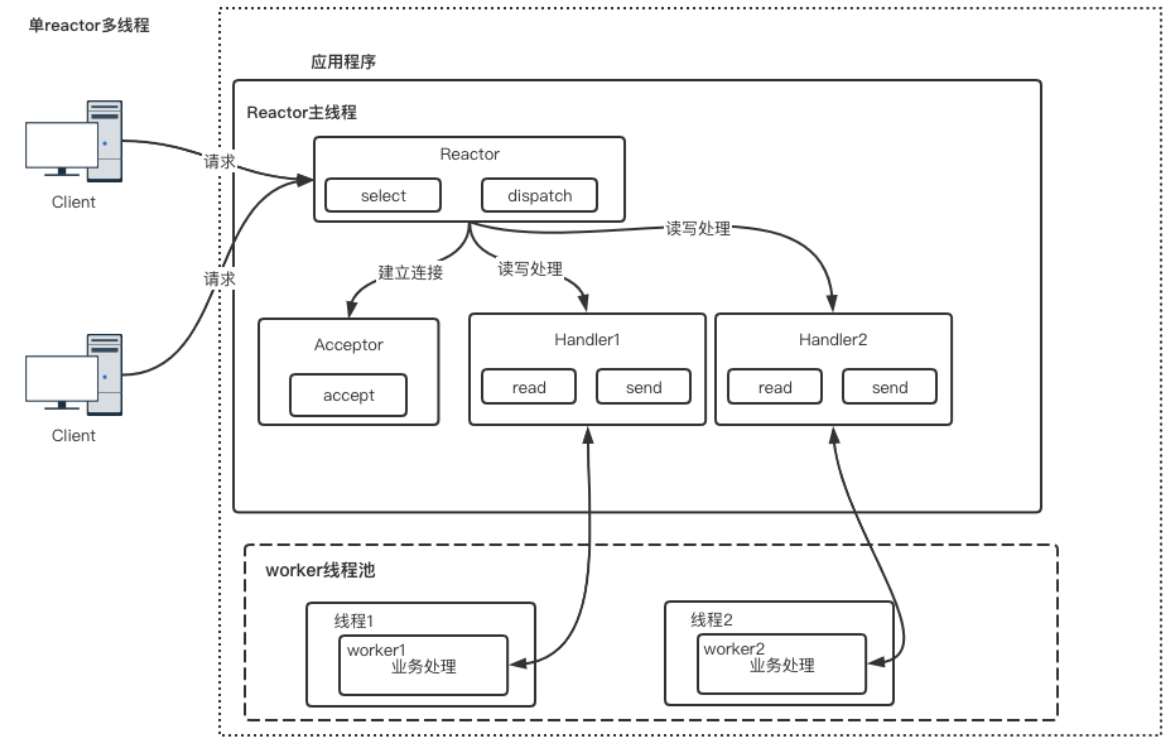 单reactor多线程
应用程序
Reactor主线程
Reactor
select
dispatch
请求
Client
请求
Client
建立连接
读写处理
读写处理
Acceptor
accept
Handler1
read
send
Handler2
read
send
worker线程池
线程1
worker1
业务处理
线程2
worker2
业务处理